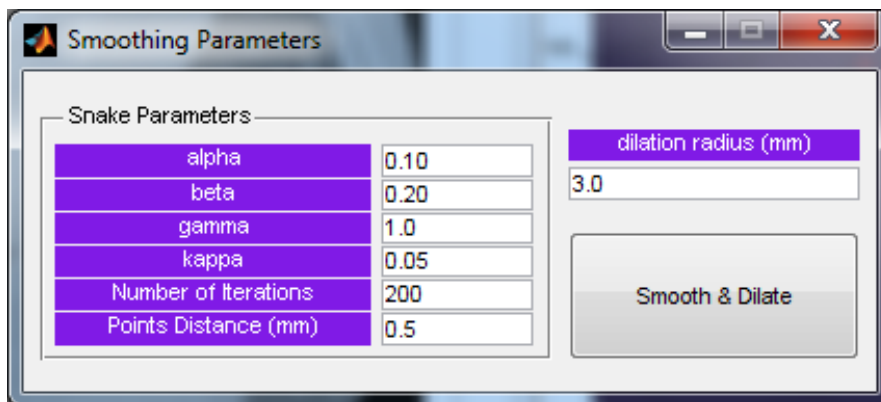 Smoothing Parameters
Snake Parameters
alpha 0.10
beta 0.20
gamma 1.0
kappa 0.05
Number of Iterations 200
Points Distance (mm) 0.5
dilation radius (mm)
3.0
Smooth & Dilate